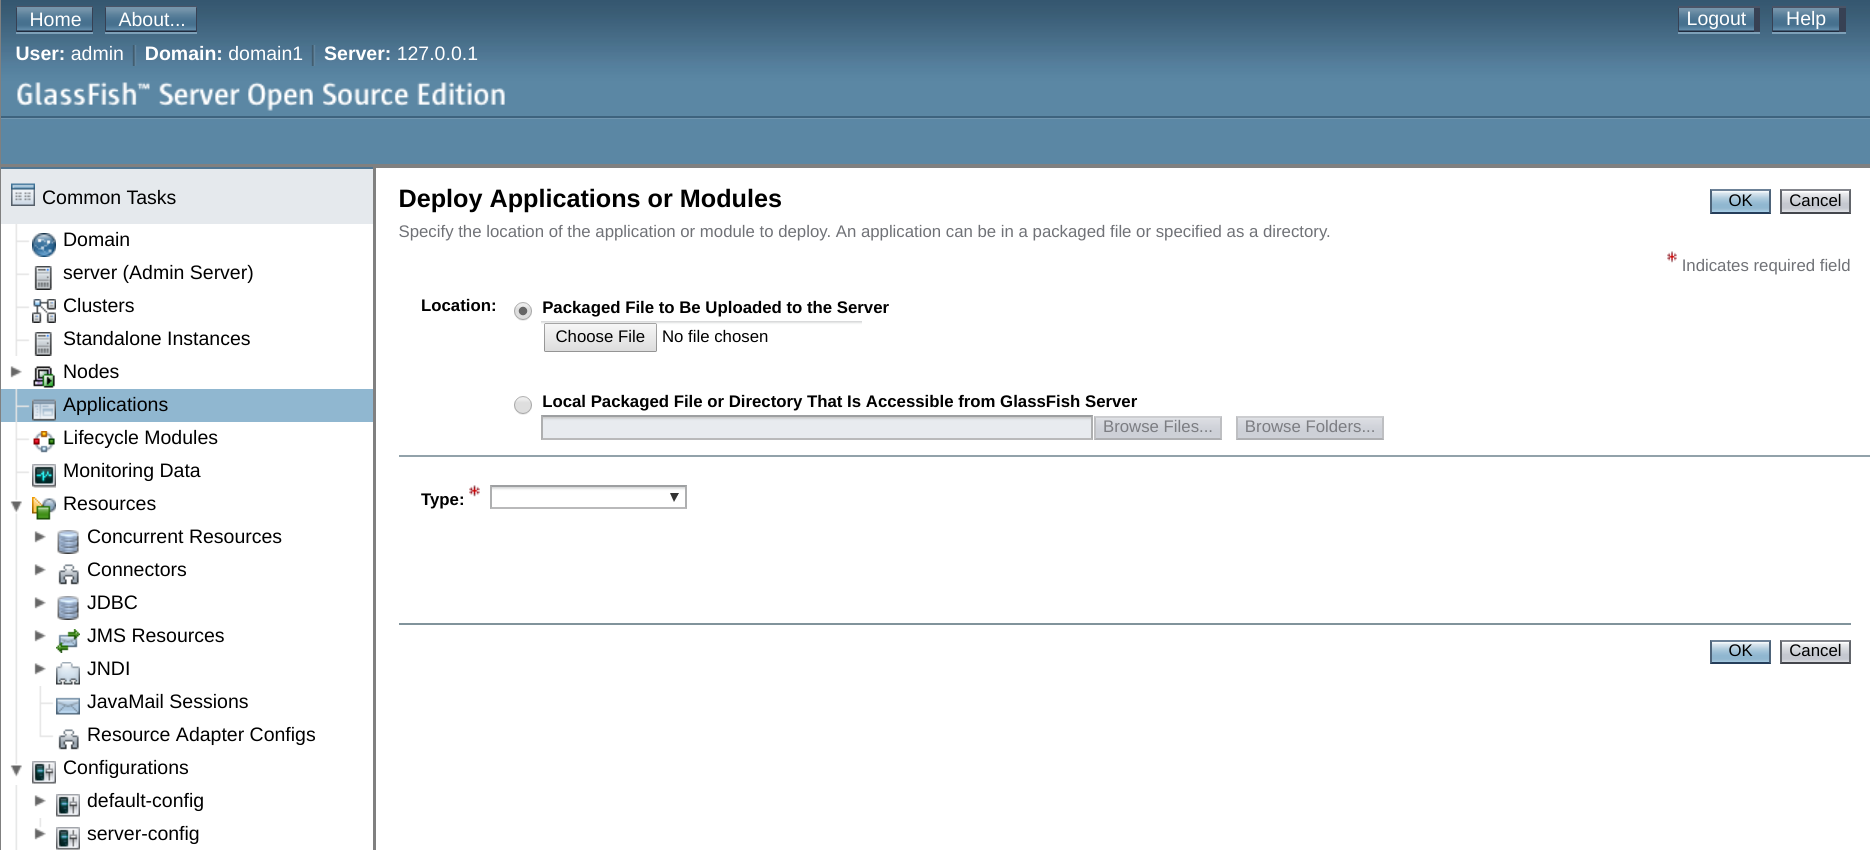 Home About... Logout Help
User: admin Domain: domain1 Server: 127.0.0.1
GlassFish™ Server Open Source Edition
Common Tasks
Domain
server (Admin Server)
Clusters
Standalone Instances
Nodes
Applications
Lifecycle Modules
Monitoring Data
Resources
Concurrent Resources
Connectors
JDBC
JMS Resources
JNDI
JavaMail Sessions
Resource Adapter Configs
Configurations
default-config
server-config
Deploy Applications or Modules
OK Cancel
Specify the location of the application or module to deploy. An application can be in a packaged file or specified as a directory.
* Indicates required field
Location: Packaged File to Be Uploaded to the Server
Choose File No file chosen
Local Packaged File or Directory That Is Accessible from GlassFish Server
Browse Files... Browse Folders...
Type: *
OK Cancel